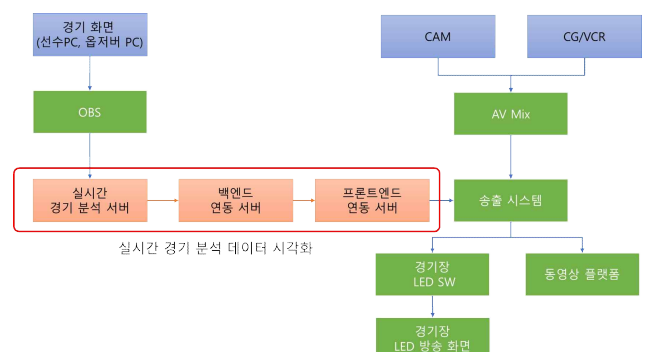 경기 화면
(선수PC, 옵저버 PC)
CAM
CG/VCR
OBS
AV Mix
실시간
경기 분석 서버
백엔드
연동 서버
프론트엔드
연동 서버
송출 시스템
실시간 경기 분석 데이터 시각화
경기장
LED SW
동영상 플랫폼
경기장
LED 방송 화면